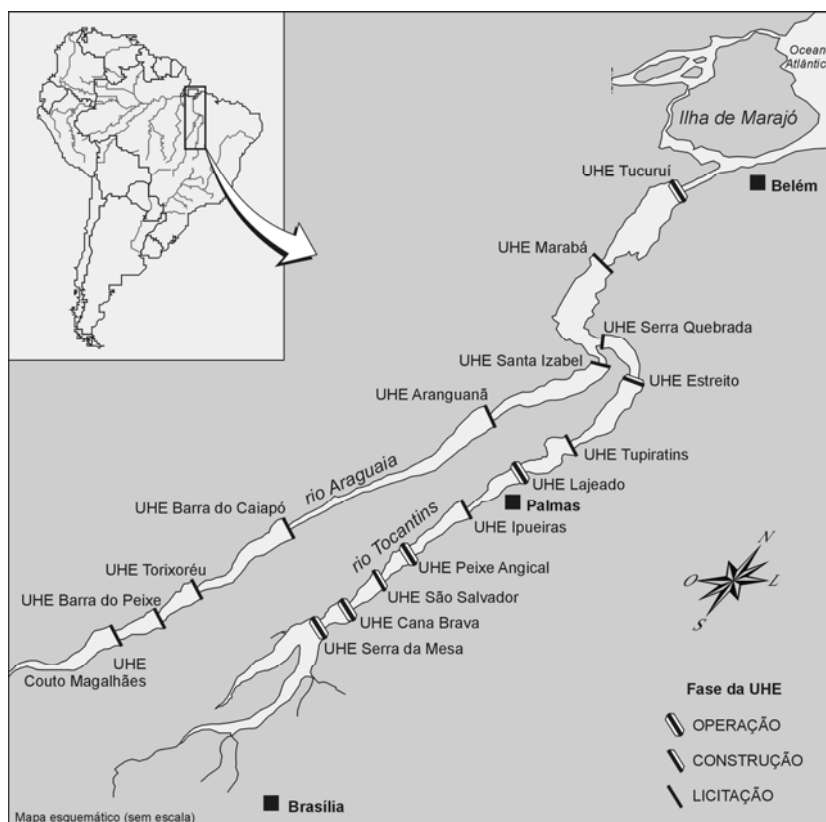 Ocean
Atlântic
Ilha de Marajó
UHE Tucuruí
Belém
UHE Marabá
UHE Serra Quebrada
UHE Santa Izabel
UHE Estreito
UHE Aranguanã
rio Araguaia
UHE Tupiratins
UHE Lajeado
Palmas
UHE Barra do Caiapó
rio Tocantins
UHE Ipueiras
UHE Peixe Angical
UHE Torixoréu
UHE São Salvador
UHE Barra do Peixe
UHE Cana Brava
UHE Serra da Mesa
UHE
Couto Magalhães
N
O
L
S
Fase da UHE
OPERAÇÃO
CONSTRUÇÃO
LICITAÇÃO
Brasília
Mapa esquemático (sem escala)